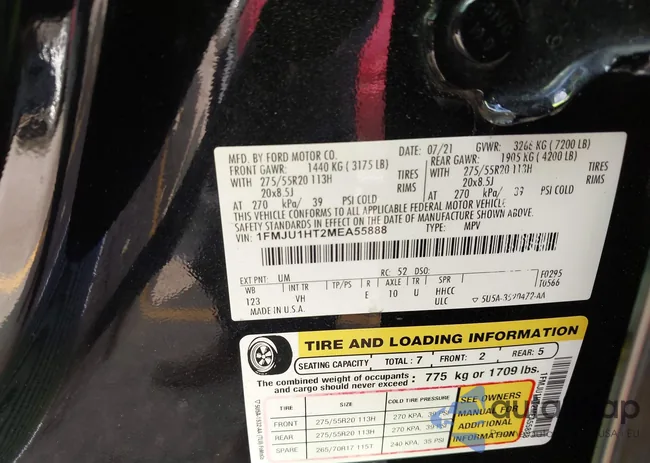 MFD. BY FORD MOTOR CO. DATE: 07/21 GVWR: 3266 KG ( 7200 LB)
FRONT GAWR: 1440 KG ( 3175 LB) REAR GAWR: 1905 KG ( 4200 LB)
WITH 275/55R20 113H TIRES WITH 275/55R20 113H TIRES
20x8.5J RIMS 20x8.5J RIMS
AT 270 kPa/ 39 PSI COLD AT 270 kPa/ 39 PSI COLD
THIS VEHICLE CONFORMS TO ALL APPLICABLE FEDERAL MOTOR VEHICLE
SAFETY STANDARDS IN EFFECT ON THE DATE OF MANUFACTURE SHOWN ABOVE.
VIN: 1FMJU1HT2MEA55888 TYPE: MPV
EXT PNT: UM RC: 52 DSO: F0295
WB INT TR TP/PS R AXLE TR SPR T0566
123 VH E 10 U HHCC
MADE IN U.S.A. ULC
TIRE AND LOADING INFORMATION
SEATING CAPACITY TOTAL: 7 FRONT: 2 REAR: 5
The combined weight of occupants
and cargo should never exceed: 775 kg or 1709 lbs.
TIRE SIZE COLD TIRE PRESSURE
FRONT 275/55R20 113H 270 KPA, 39
REAR 275/55R20 113H 270 KPA, 39
SPARE 265/70R17 115T 240 KPA, 35 PSI
SEE OWNERS
MANUAL FOR
ADDITIONAL
INFORMATION